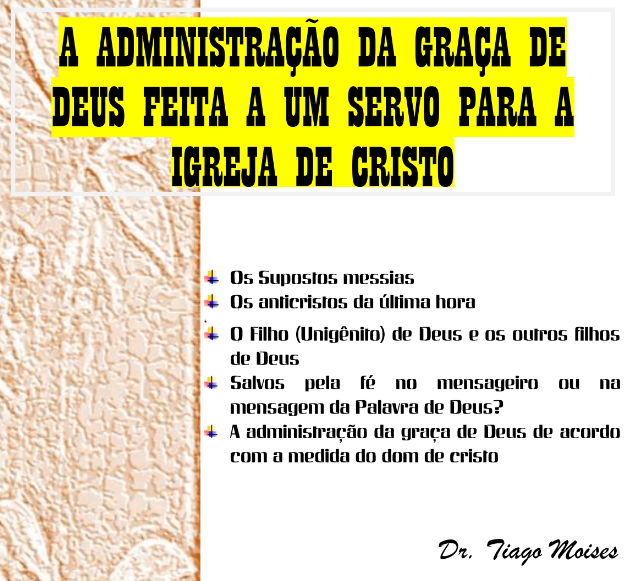 A ADMINISTRAÇÃO DA GRAÇA DE
DEUS FEITA A UM SERVO PARA A
IGREJA DE CRISTO
Os Supostos messias
Os anticristos da última hora
O Filho (Unigênito) de Deus e os outros filhos
de Deus
Salvos pela fé no mensageiro ou na
mensagem da Palavra de Deus?
A administração da graça de Deus de acordo
com a medida do dom de cristo
Dr. Tiago Moises